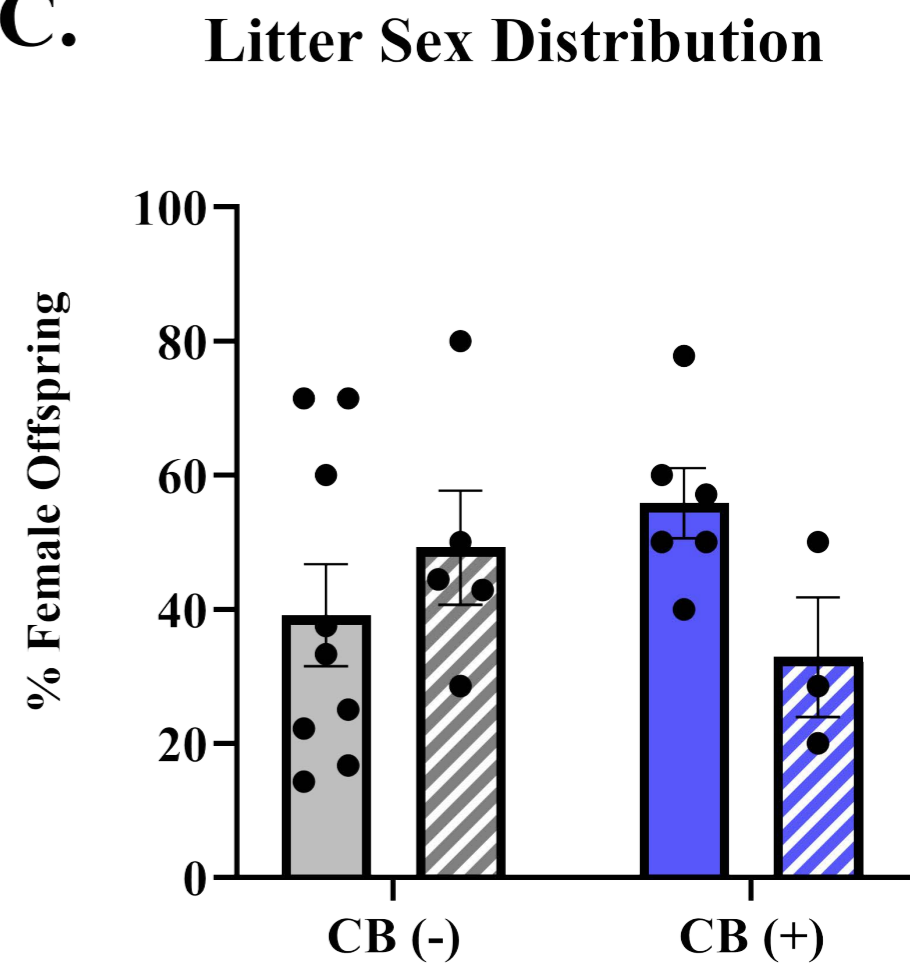 C.
Litter Sex Distribution
% Female Offspring
100
80
60
40
20
0
CB (-)
CB (+)